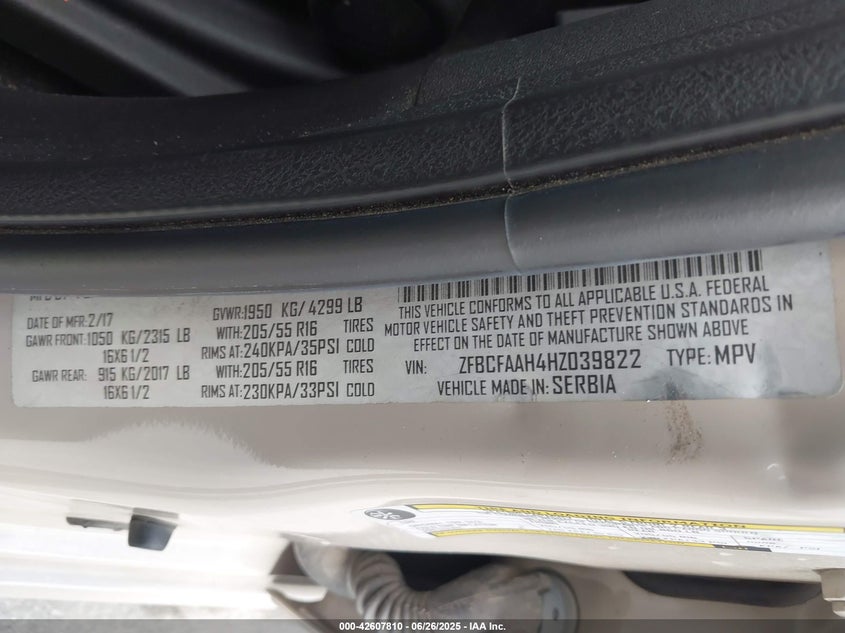 DATE OF MFR: 2/17
GVWR: 1950 KG/ 4299 LB
GAWR FRONT: 1050 KG/2315 LB
WITH: 205/55 R16 TIRES
16X6 1/2
RIMS AT: 240KPA/35PSI COLD
GAWR REAR: 915 KG/2017 LB
WITH: 205/55 R16 TIRES
16X6 1/2
RIMS AT: 230KPA/33PSI COLD
THIS VEHICLE CONFORMS TO ALL APPLICABLE U.S.A. FEDERAL
MOTOR VEHICLE SAFETY AND THEFT PREVENTION STANDARDS IN
EFFECT ON THE DATE OF MANUFACTURE SHOWN ABOVE
VIN: ZFBCFAAH4HZ039822 TYPE: MPV
VEHICLE MADE IN: SERBIA
000-42607810 - 06/26/2025 - IAA Inc.